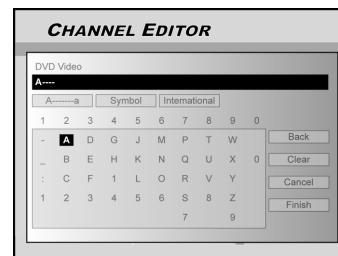 CHANNEL EDITOR
DVD Video
A----
A-------a Symbol International
1 2 3 4 5 6 7 8 9 0
- A D G J M P T W Back
_ B E H K N Q U X 0 Clear
: C F 1 L O R V Y Cancel
1 2 3 4 5 6 S 8 Z Finish
7 9